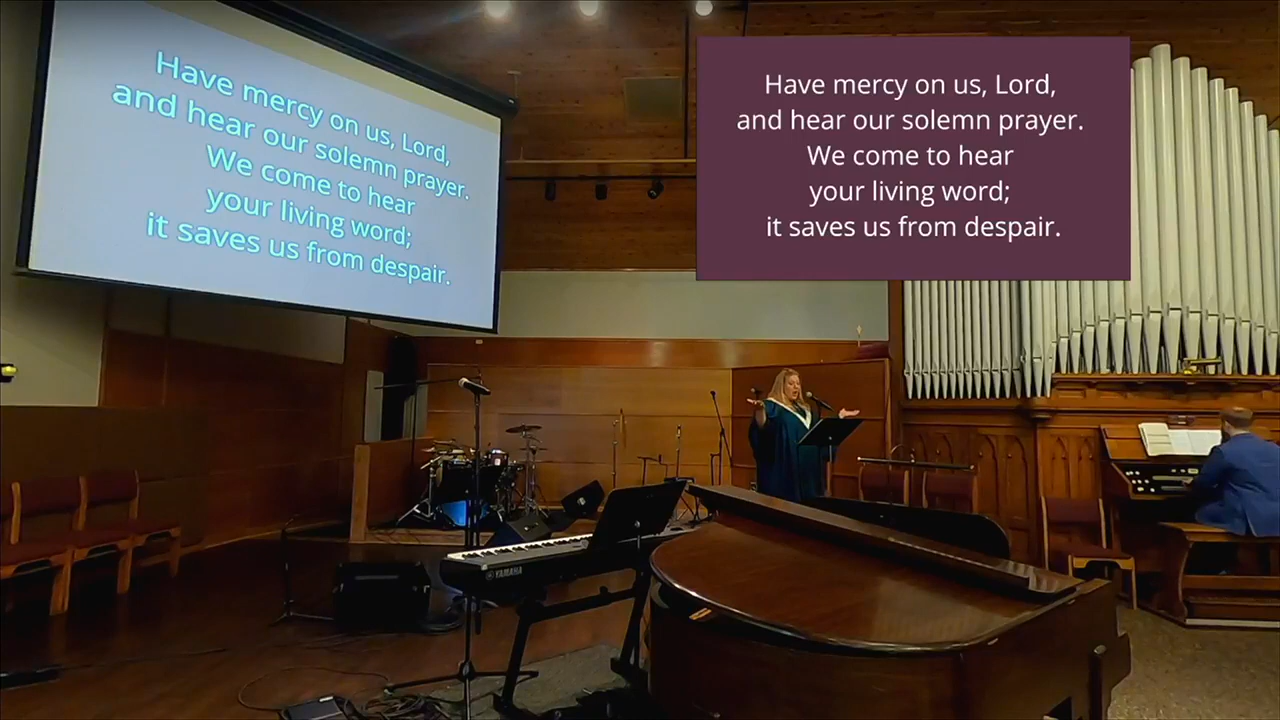 Have mercy on us, Lord,
and hear our solemn prayer.
We come to hear
your living word;
it saves us from despair.
Have mercy on us, Lord,
and hear our solemn prayer.
We come to hear
your living word;
it saves us from despair.
YAMAHA